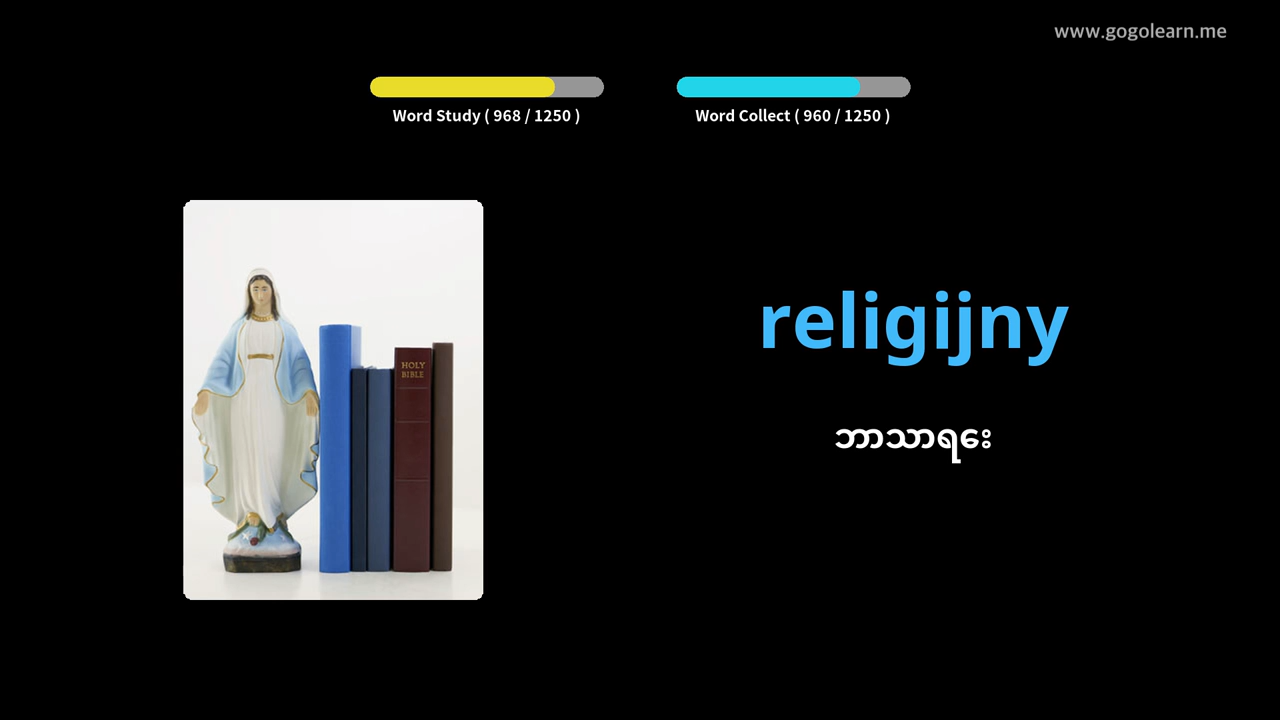 www.gogolearn.me
Word Study ( 968 / 1250 )
Word Collect ( 960 / 1250 )
HOLY
BIBLE
religijny
ဘာသာရေး